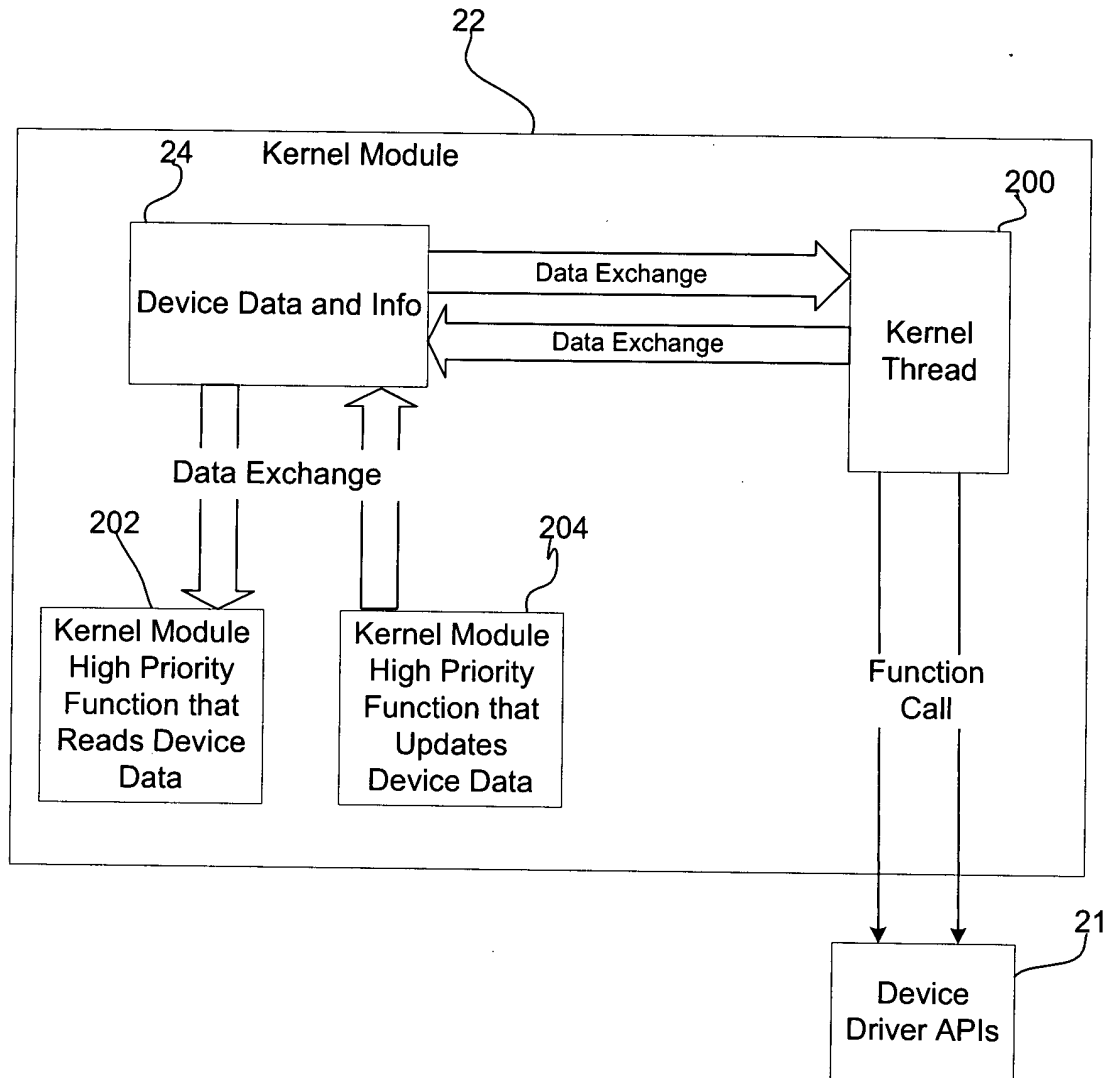 22
Kernel Module
24
200
Device Data and Info
Data Exchange
Data Exchange
Kernel
Thread
Data Exchange
202
204
Kernel Module
High Priority
Function that
Reads Device
Data
Kernel Module
High Priority
Function that
Updates
Device Data
Function
Call
21
Device
Driver APIs